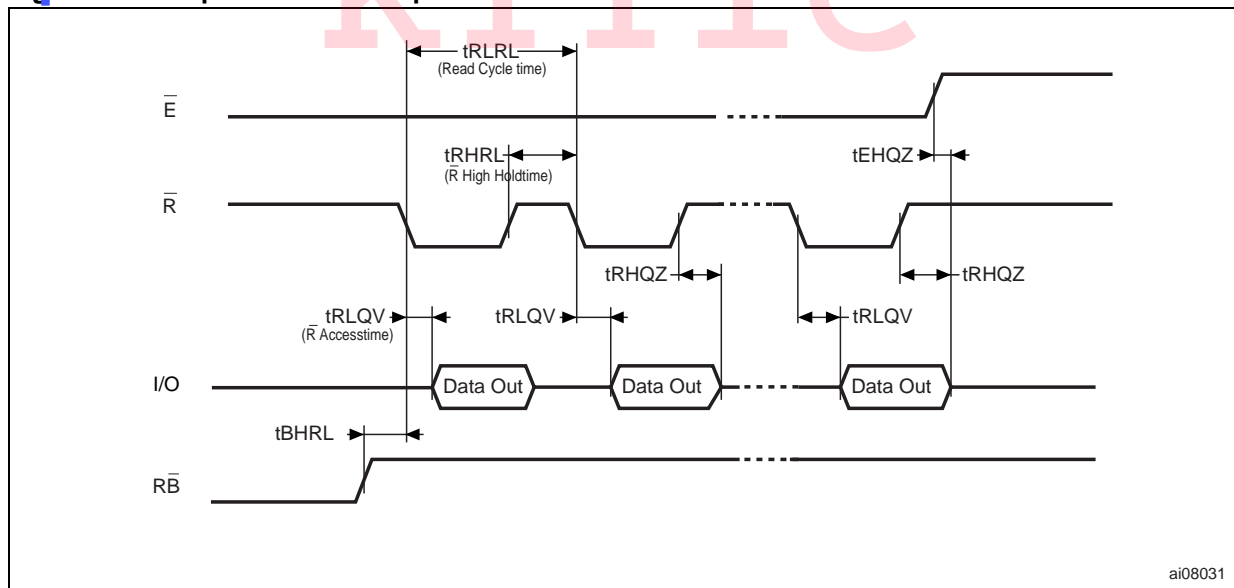 tRLRL
(Read Cycle time)
E̅
tRHRL
(R̅ High Holdtime)
tEHQZ
R̅
tRHQZ
tRHQZ
tRLQV
(R̅ Accesstime)
tRLQV
tRLQV
I/O
Data Out
Data Out
Data Out
tBHRL
RB̅
ai08031